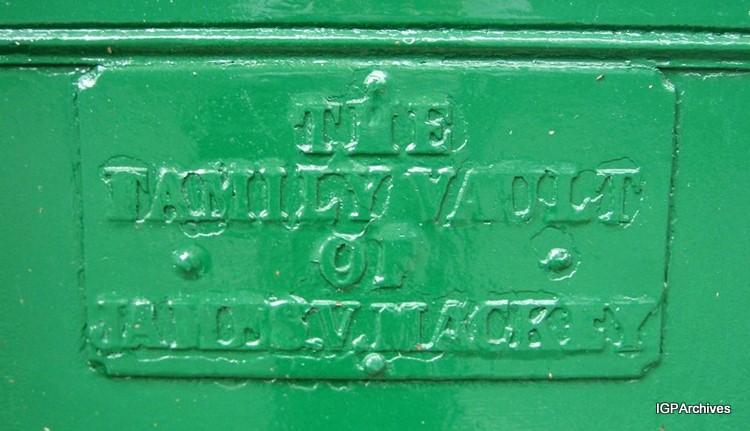 THE
FAMILY VAULT
OF
JAMES.V.MACKEY
IGPArchives